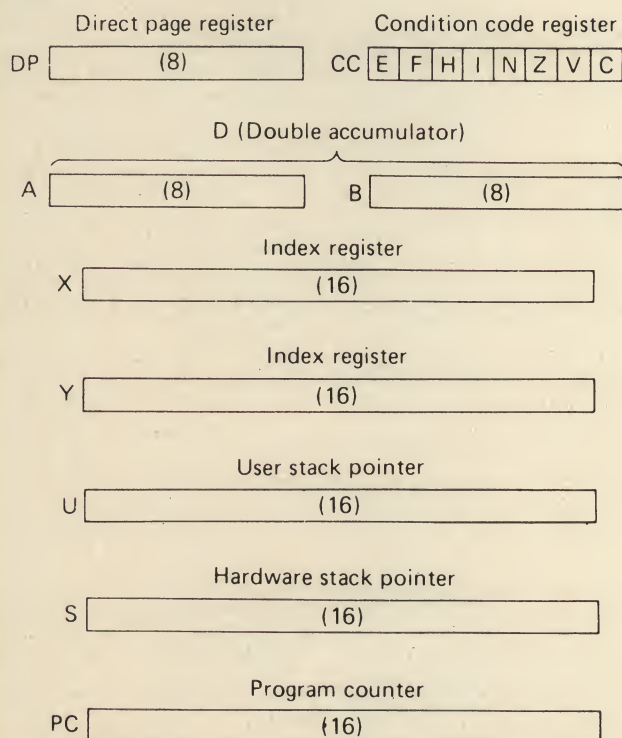 Direct page register Condition code register
DP (8) CC E F H I N Z V C
D (Double accumulator)
A (8) B (8)
Index register
X (16)
Index register
Y (16)
User stack pointer
U (16)
Hardware stack pointer
S (16)
Program counter
PC (16)